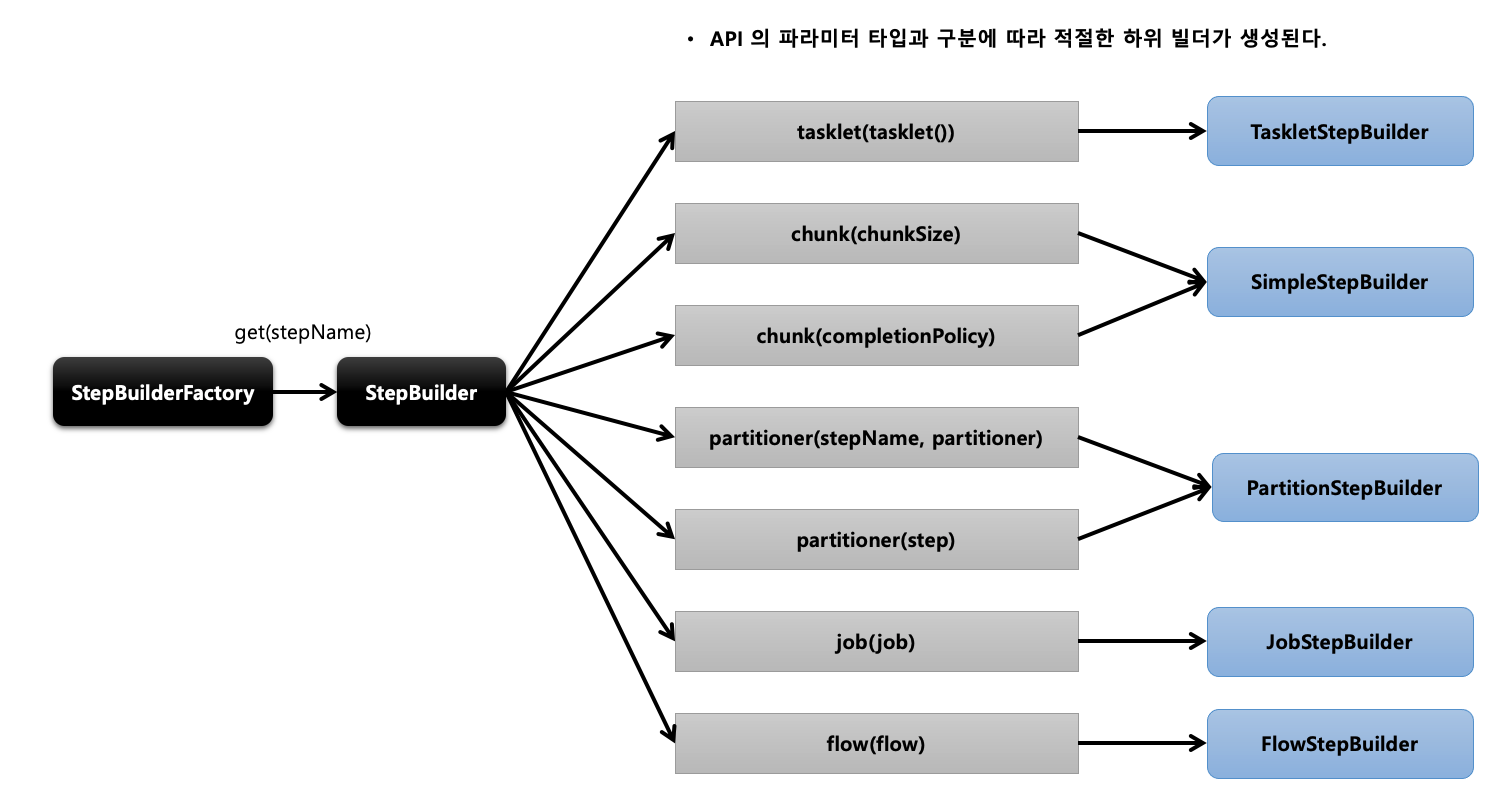 • API 의 파라미터 타입과 구분에 따라 적절한 하위 빌더가 생성된다.
get(stepName)
StepBuilderFactory
StepBuilder
tasklet(tasklet())
TaskletStepBuilder
chunk(chunkSize)
chunk(completionPolicy)
SimpleStepBuilder
partitioner(stepName, partitioner)
partitioner(step)
PartitionStepBuilder
job(job)
JobStepBuilder
flow(flow)
FlowStepBuilder